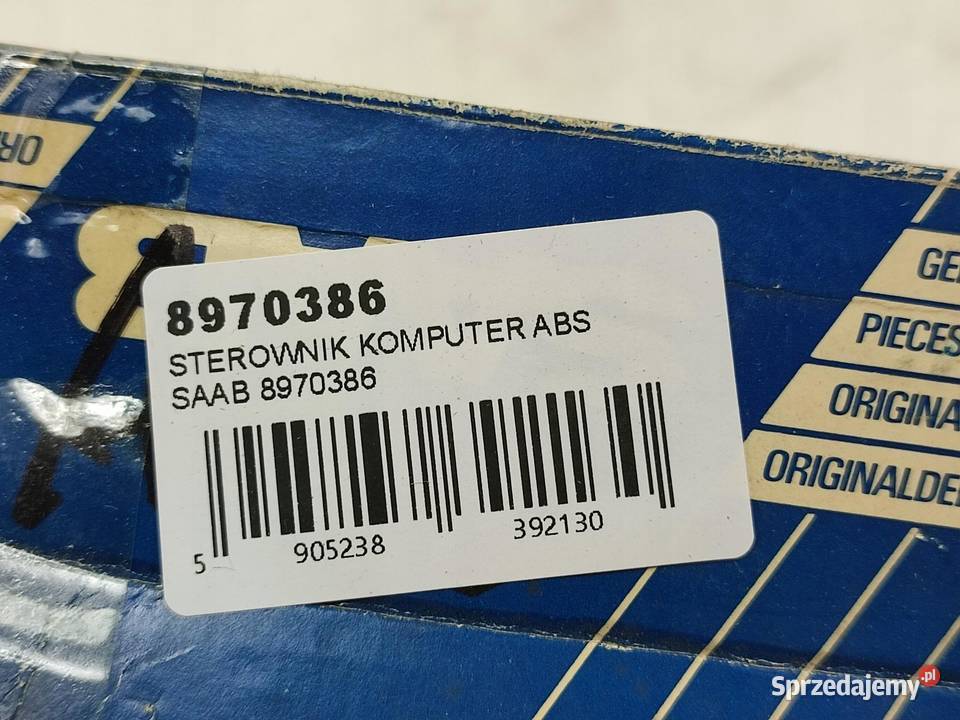 8970386
STEROWNIK KOMPUTER ABS
SAAB 8970386
5 905238 392130
GE
PIECES
ORIGINA
ORIGINALDE
OR
Sprzedajemy.pl